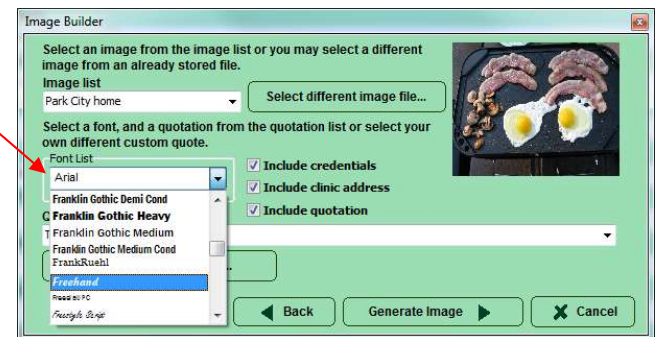 Image Builder
Select an image from the image list or you may select a different
image from an already stored file.
Image list
Park City home
Select different image file...
Select a font, and a quotation from the quotation list or select your
own different custom quote.
Font List
Arial
Include credentials
Franklin Gothic Demi Cond
Include clinic address
Franklin Gothic Heavy
Include quotation
Franklin Gothic Medium
Franklin Gothic Medium Cond
FrankRuehl
Freehand
Freestyle Script
Back
Generate Image
Cancel